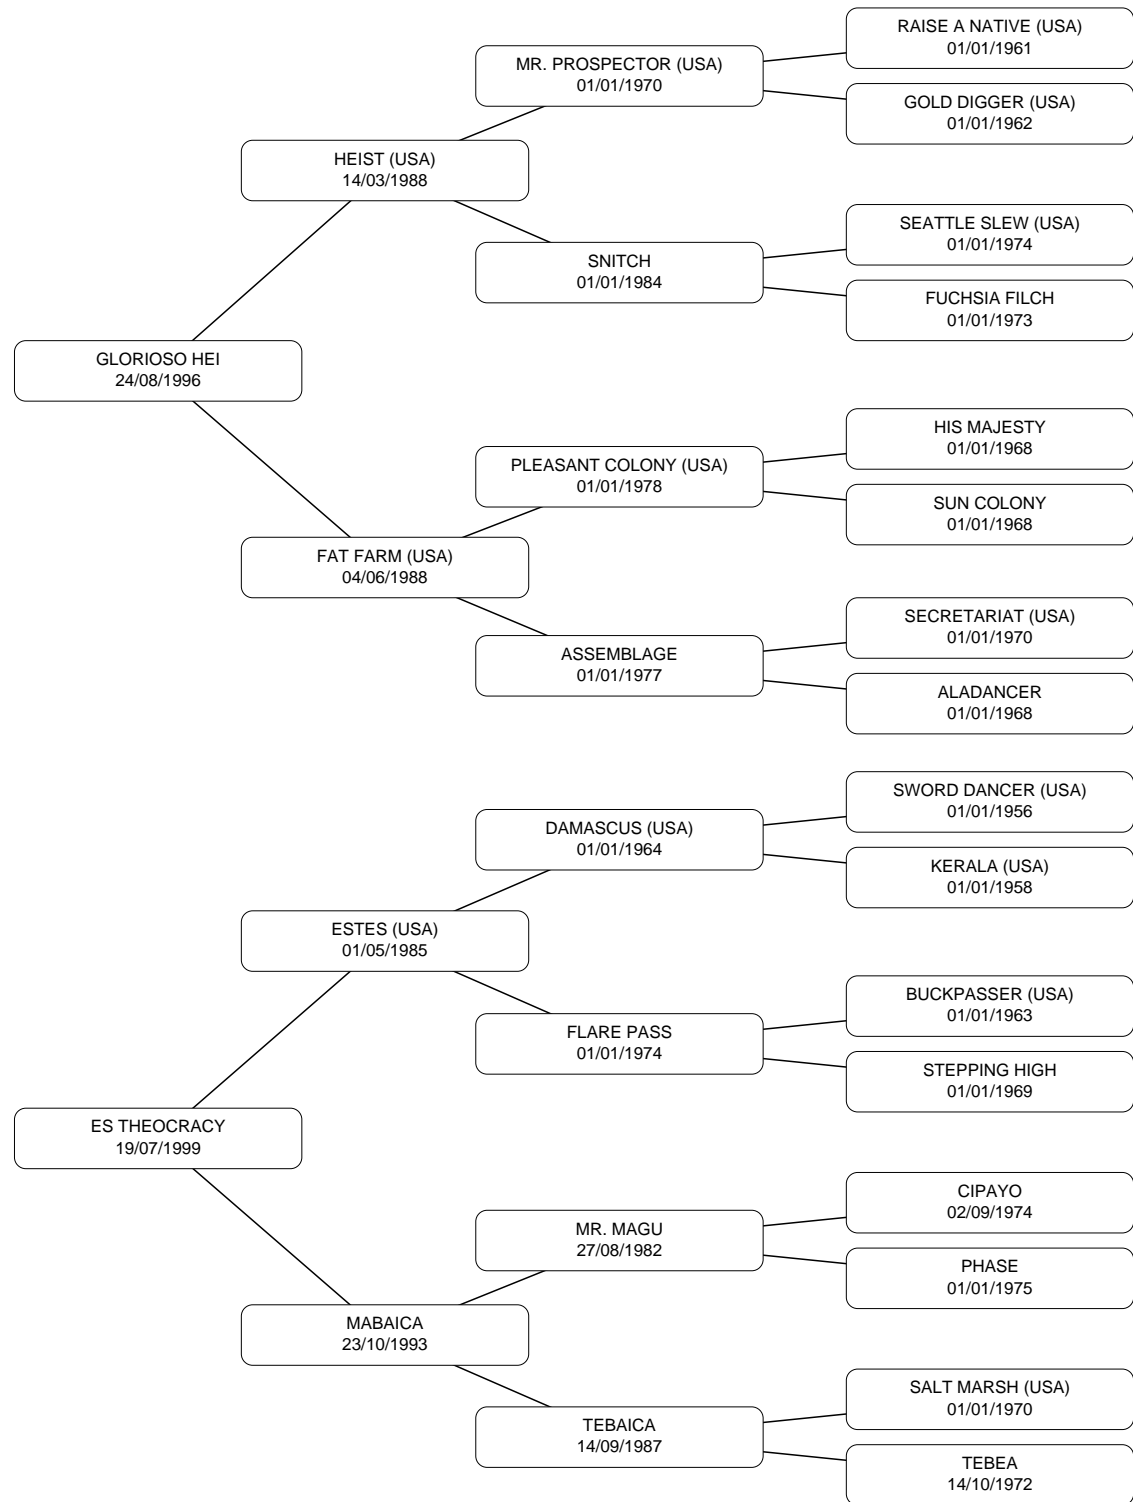 RAISE A NATIVE (USA)
01/01/1961
MR. PROSPECTOR (USA)
01/01/1970
GOLD DIGGER (USA)
01/01/1962
HEIST (USA)
14/03/1988
SEATTLE SLEW (USA)
01/01/1974
SNITCH
01/01/1984
FUCHSIA FILCH
01/01/1973
GLORIOSO HEI
24/08/1996
HIS MAJESTY
01/01/1968
PLEASANT COLONY (USA)
01/01/1978
SUN COLONY
01/01/1968
FAT FARM (USA)
04/06/1988
SECRETARIAT (USA)
01/01/1970
ASSEMBLAGE
01/01/1977
ALADANCER
01/01/1968
SWORD DANCER (USA)
01/01/1956
DAMASCUS (USA)
01/01/1964
KERALA (USA)
01/01/1958
ESTES (USA)
01/05/1985
BUCKPASSER (USA)
01/01/1963
FLARE PASS
01/01/1974
STEPPING HIGH
01/01/1969
ES THEOCRACY
19/07/1999
CIPAYO
02/09/1974
MR. MAGU
27/08/1982
PHASE
01/01/1975
MABAICA
23/10/1993
SALT MARSH (USA)
01/01/1970
TEBAICA
14/09/1987
TEBEA
14/10/1972